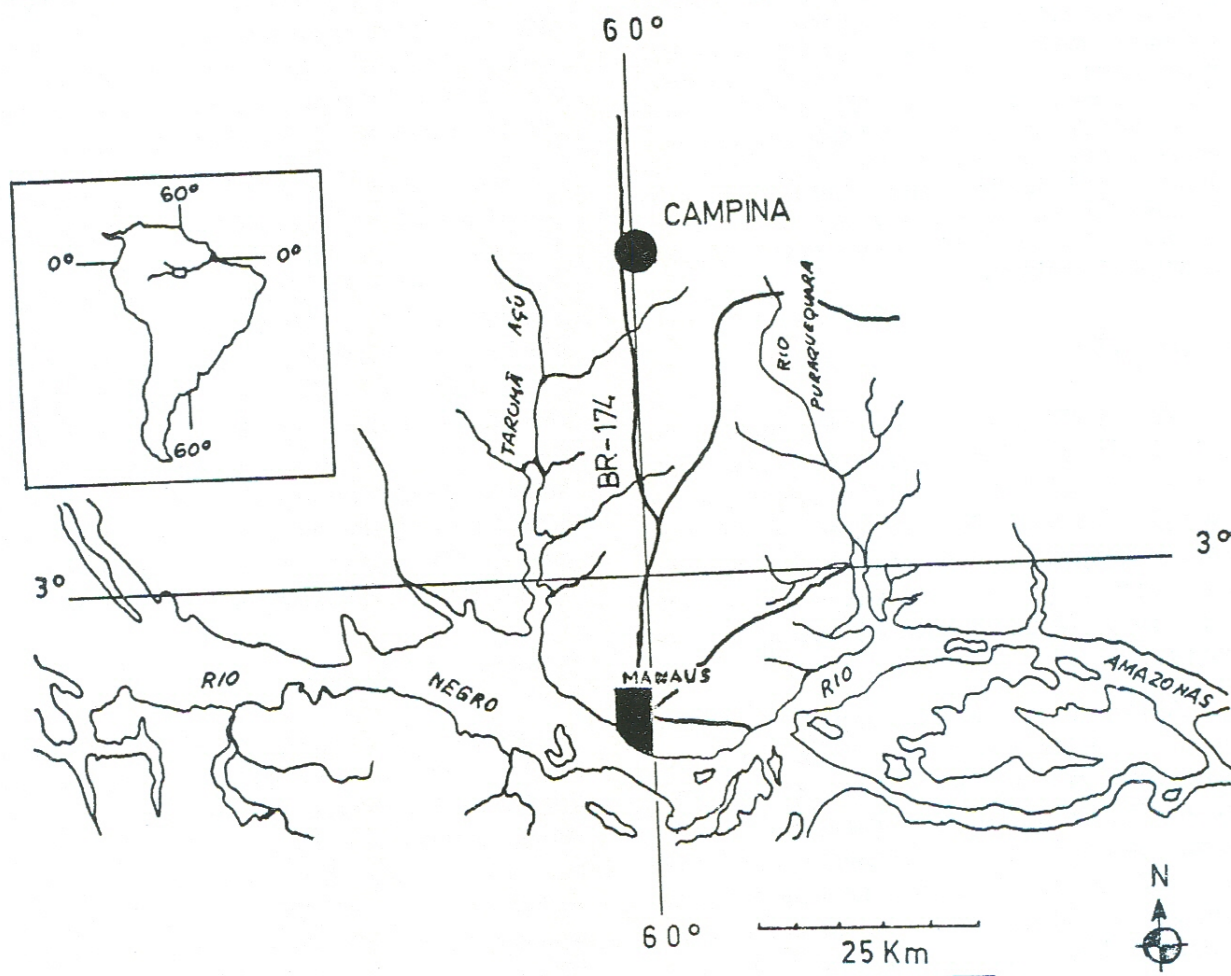 60°
CAMPINA
60°
0°
0°
60°
TARUMÃ AÇÚ
BR-174
RIO
PURAQUEQUARA
3°
3°
RIO
NEGRO
MANAUS
RIO
AMAZONAS
N
60°
25 Km